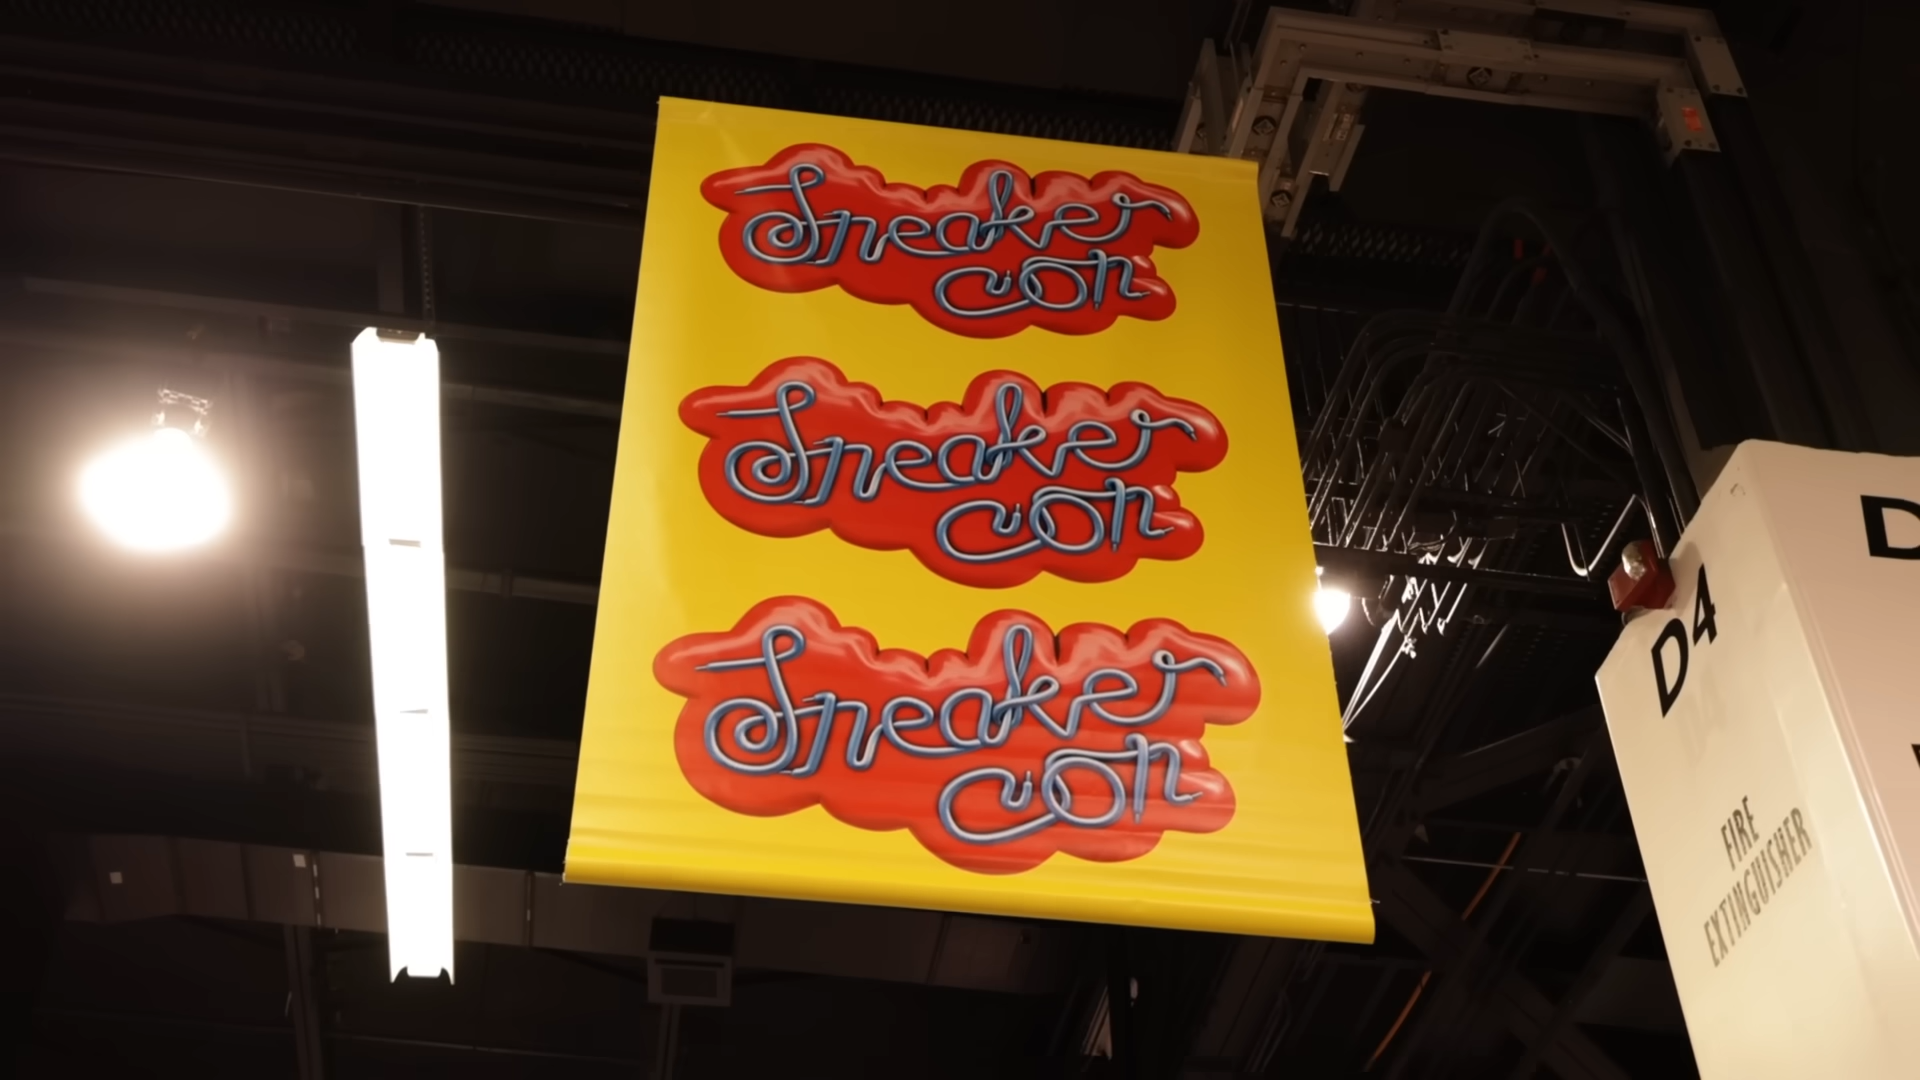 Sneaker
con
Sneaker
con
Sneaker
con
D4
D
FIRE
EXTINGUISHER